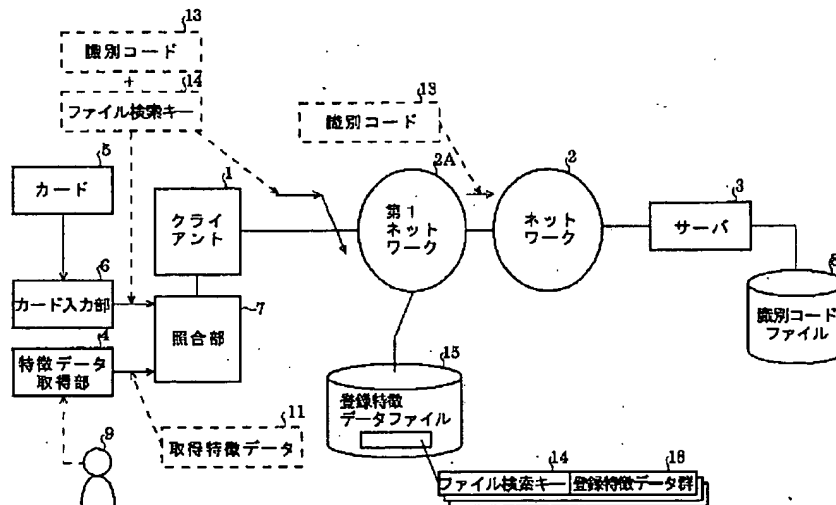 13
識別コード
+
14
ファイル検索キー
13
識別コード
5
カード
1
クライ
アント
2A
第1
ネット
ワーク
2
ネット
ワーク
3
サーバ
8
識別コード
ファイル
6
カード入力部
7
照合部
4
特徴データ
取得部
15
登録特徴
データファイル
11
取得特徴データ
9
14
18
ファイル検索キー 登録特徴データ群